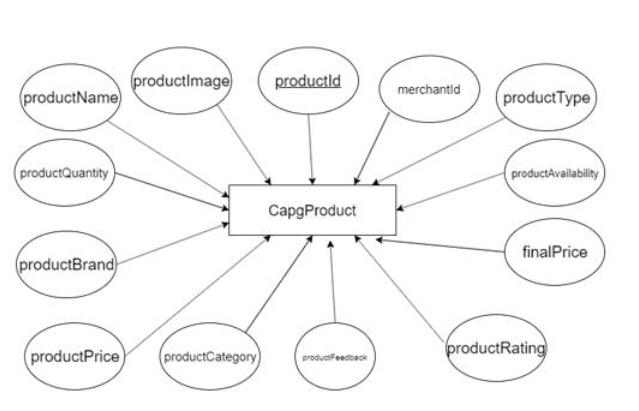 productName
productImage
productId
merchantId
productType
productQuantity
productAvailability
CapgProduct
productBrand
finalPrice
productPrice
productCategory
productFeedback
productRating